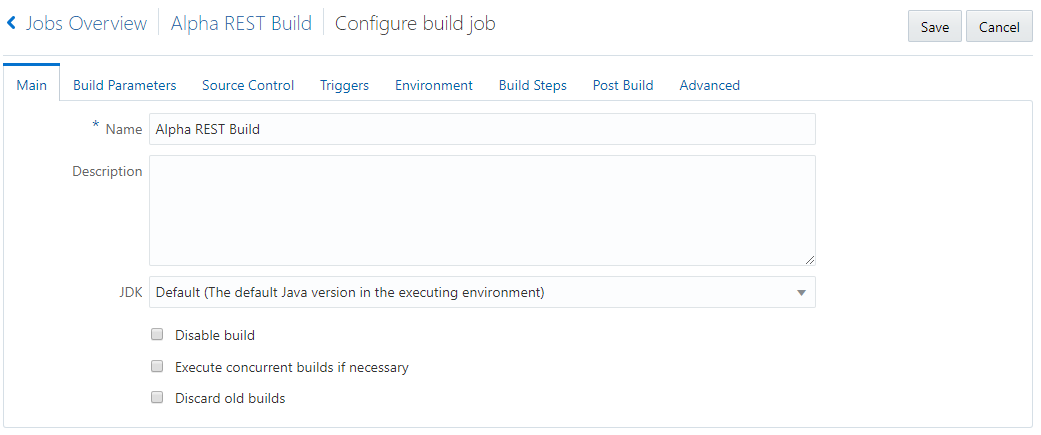 Jobs Overview Alpha REST Build Configure build job Save Cancel
Main Build Parameters Source Control Triggers Environment Build Steps Post Build Advanced
* Name Alpha REST Build
Description
JDK Default (The default Java version in the executing environment)
Disable build
Execute concurrent builds if necessary
Discard old builds